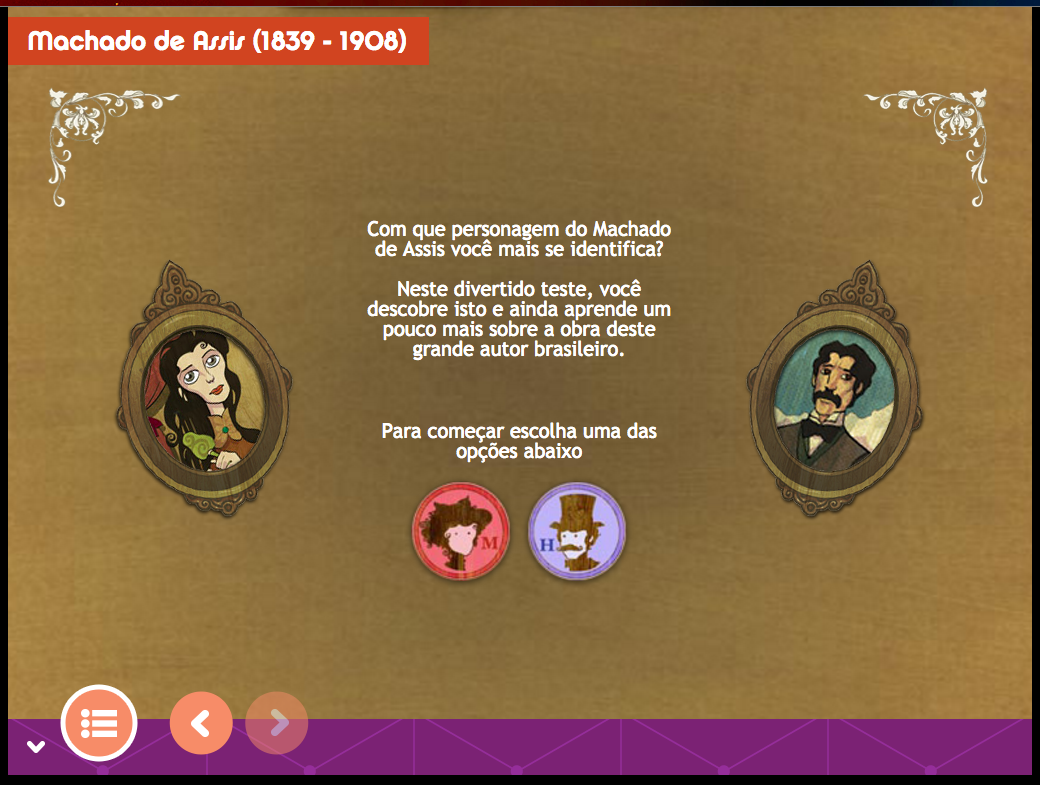 Machado de Assis (1839 - 1908)
Com que personagem do Machado
de Assis você mais se identifica?
Neste divertido teste, você
descobre isto e ainda aprende um
pouco mais sobre a obra deste
grande autor brasileiro.
Para começar escolha uma das
opções abaixo
M
H